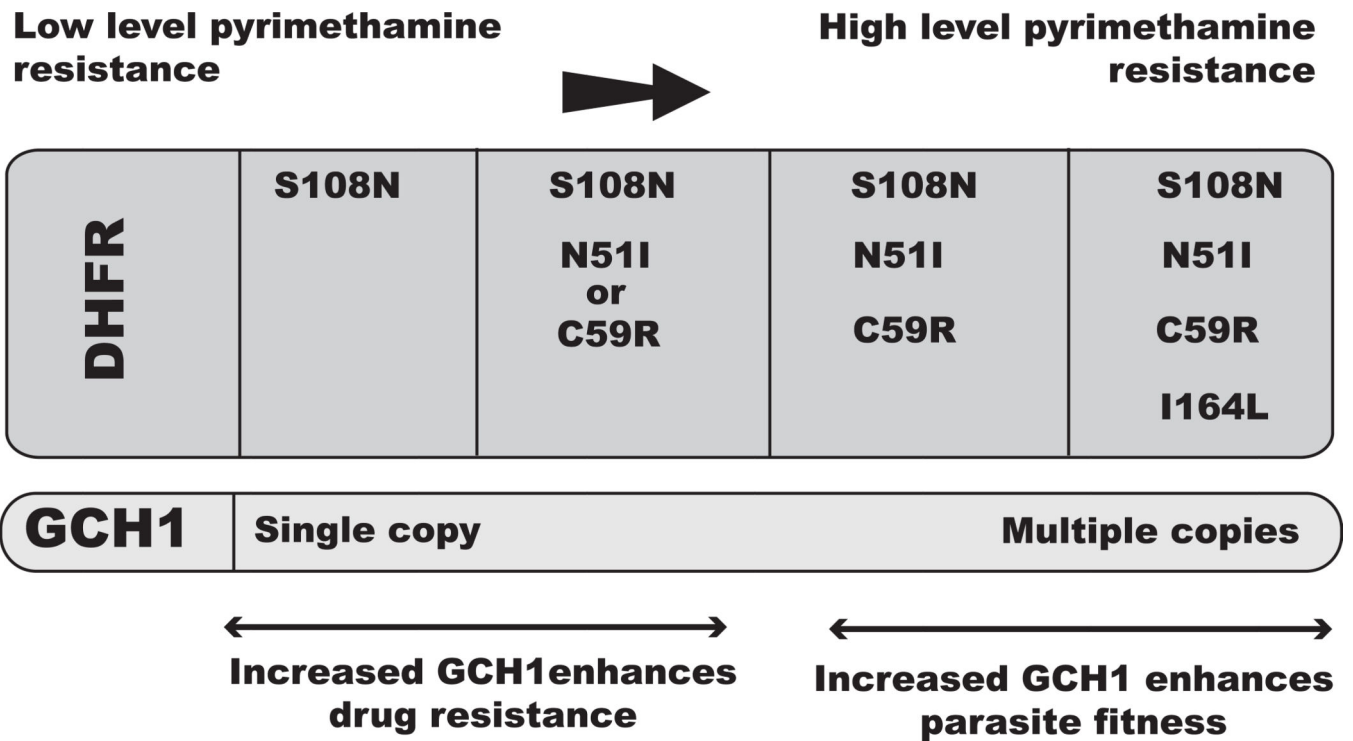 Low level pyrimethamine
resistance
High level pyrimethamine
resistance
DHFR
S108N
S108N
N51I
or
C59R
S108N
N51I
C59R
S108N
N51I
C59R
I164L
GCH1
Single copy
Multiple copies
Increased GCH1enhances
drug resistance
Increased GCH1 enhances
parasite fitness